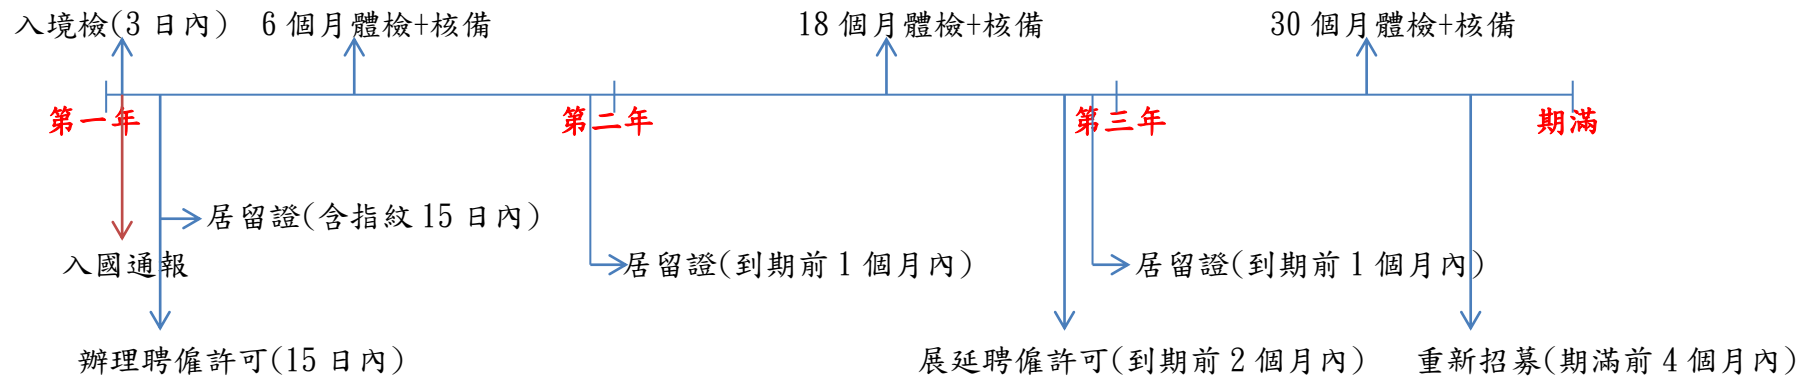 入境檢(3 日內) 6 個月體檢+核備 18 個月體檢+核備 30 個月體檢+核備
第一年 第二年 第三年 期滿
居留證(含指紋 15 日內)
入國通報 居留證(到期前 1 個月內) 居留證(到期前 1 個月內)
辦理聘僱許可(15 日內) 展延聘僱許可(到期前 2 個月內) 重新招募(期滿前 4 個月內)